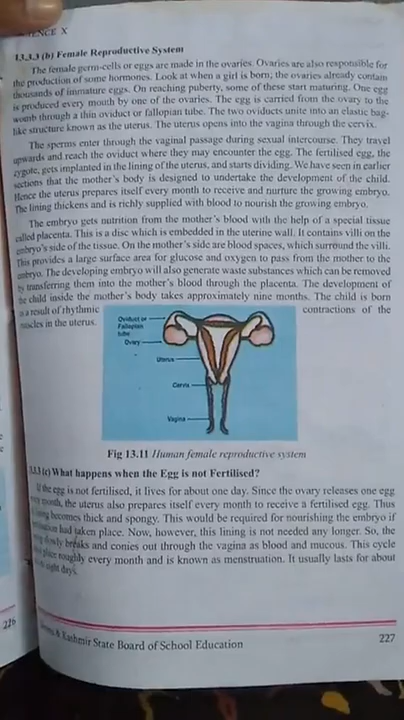 ENCE X
13.3.3 (b) Female Reproductive System
The female germ-cells or eggs are made in the ovaries. Ovaries are also responsible for
the production of some hormones. Look at when a girl is born; the ovaries already contain
thousands of immature eggs. On reaching puberty, some of these start maturing. One egg
is produced every month by one of the ovaries. The egg is carried from the ovary to the
womb through a thin oviduct or fallopian tube. The two oviducts unite into an elastic bag-
like structure known as the uterus. The uterus opens into the vagina through the cervix.
The sperms enter through the vaginal passage during sexual intercourse. They travel
upwards and reach the oviduct where they may encounter the egg. The fertilised egg, the
zygote, gets implanted in the lining of the uterus, and starts dividing. We have seen in earlier
sections that the mother's body is designed to undertake the development of the child.
Hence the uterus prepares itself every month to receive and nurture the growing embryo.
The lining thickens and is richly supplied with blood to nourish the growing embryo.
The embryo gets nutrition from the mother's blood with the help of a special tissue
called placenta. This is a disc which is embedded in the uterine wall. It contains villi on the
embryo's side of the tissue. On the mother's side are blood spaces, which surround the villi.
This provides a large surface area for glucose and oxygen to pass from the mother to the
embryo. The developing embryo will also generate waste substances which can be removed
by transferring them into the mother's blood through the placenta. The development of
the child inside the mother's body takes approximately nine months. The child is born
as a result of rhythmic contractions of the
muscles in the uterus.
Oviduct or
Fallopian
tube
Ovary
Uterus
Cervix
Vagina
Fig 13.11 Human female reproductive system
13.3.3 (c) What happens when the Egg is not Fertilised?
If the egg is not fertilised, it lives for about one day. Since the ovary releases one egg
every month, the uterus also prepares itself every month to receive a fertilised egg. Thus
lining becomes thick and spongy. This would be required for nourishing the embryo if
had taken place. Now, however, this lining is not needed any longer. So, the
slowly breaks and conies out through the vagina as blood and mucous. This cycle
place roughly every month and is known as menstruation. It usually lasts for about
eight days.
226
& Kashmir State Board of School Education
227